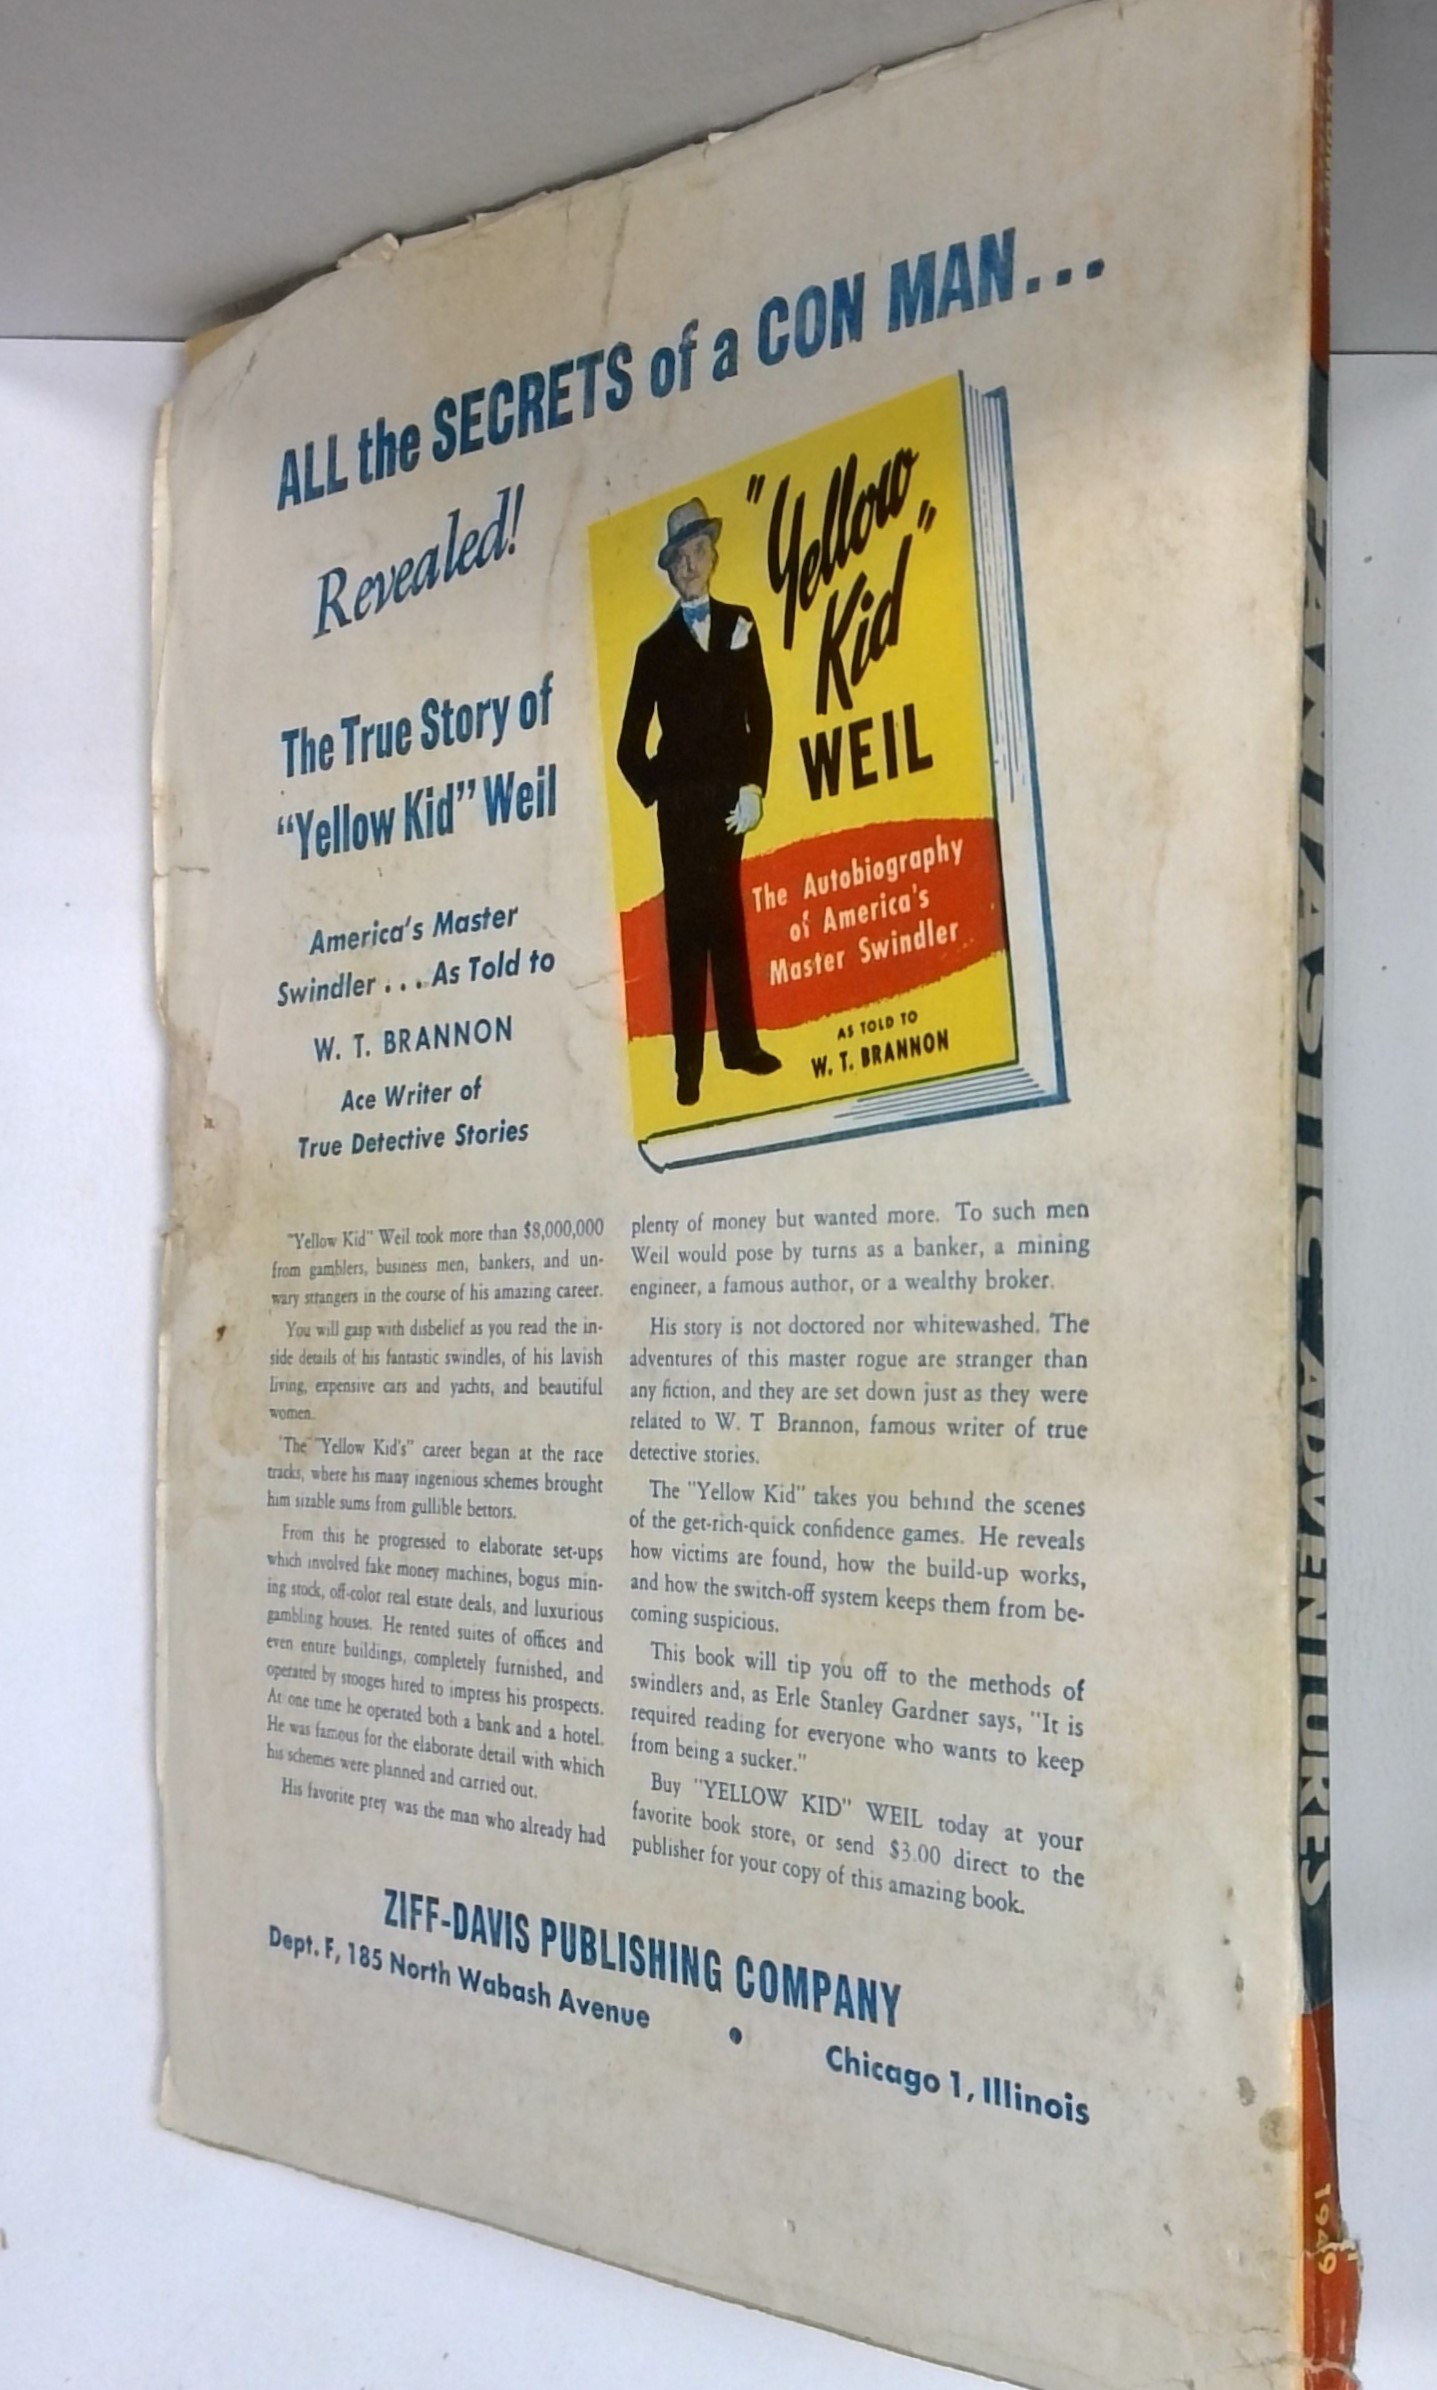 ALL the SECRETS of a CON MAN...
Revealed!
The True Story of
"Yellow Kid" Weil
America's Master
Swindler... As Told to
W. T. BRANNON
Ace Writer of
True Detective Stories
"Yellow
Kid"
WEIL
The Autobiography
of America's
Master Swindler
AS TOLD TO
W. T. BRANNON
"Yellow Kid" Weil took more than $8,000,000
from gamblers, business men, bankers, and un-
wary strangers in the course of his amazing career.
You will gasp with disbelief as you read the in-
side details of his fantastic swindles, of his lavish
living, expensive cars and yachts, and beautiful
women.
The "Yellow Kid's" career began at the race
tracks, where his many ingenious schemes brought
him sizable sums from gullible bettors.
From this he progressed to elaborate set-ups
which involved fake money machines, bogus min-
ing stock, off-color real estate deals, and luxurious
gambling houses. He rented suites of offices and
even entire buildings, completely furnished, and
operated by stooges hired to impress his prospects.
At one time he operated both a bank and a hotel.
He was famous for the elaborate detail with which
his schemes were planned and carried out.
His favorite prey was the man who already had
plenty of money but wanted more. To such men
Weil would pose by turns as a banker, a mining
engineer, a famous author, or a wealthy broker.
His story is not doctored nor whitewashed. The
adventures of this master rogue are stranger than
any fiction, and they are set down just as they were
related to W. T Brannon, famous writer of true
detective stories.
The "Yellow Kid" takes you behind the scenes
of the get-rich-quick confidence games. He reveals
how victims are found, how the build-up works,
and how the switch-off system keeps them from be-
coming suspicious.
This book will tip you off to the methods of
swindlers and, as Erle Stanley Gardner says, "It is
required reading for everyone who wants to keep
from being a sucker."
Buy "YELLOW KID" WEIL today at your
favorite book store, or send $3.00 direct to the
publisher for your copy of this amazing book.
ZIFF-DAVIS PUBLISHING COMPANY
Dept. F, 185 North Wabash Avenue • Chicago 1, Illinois
FANTASTIC ADVENTURES
1949